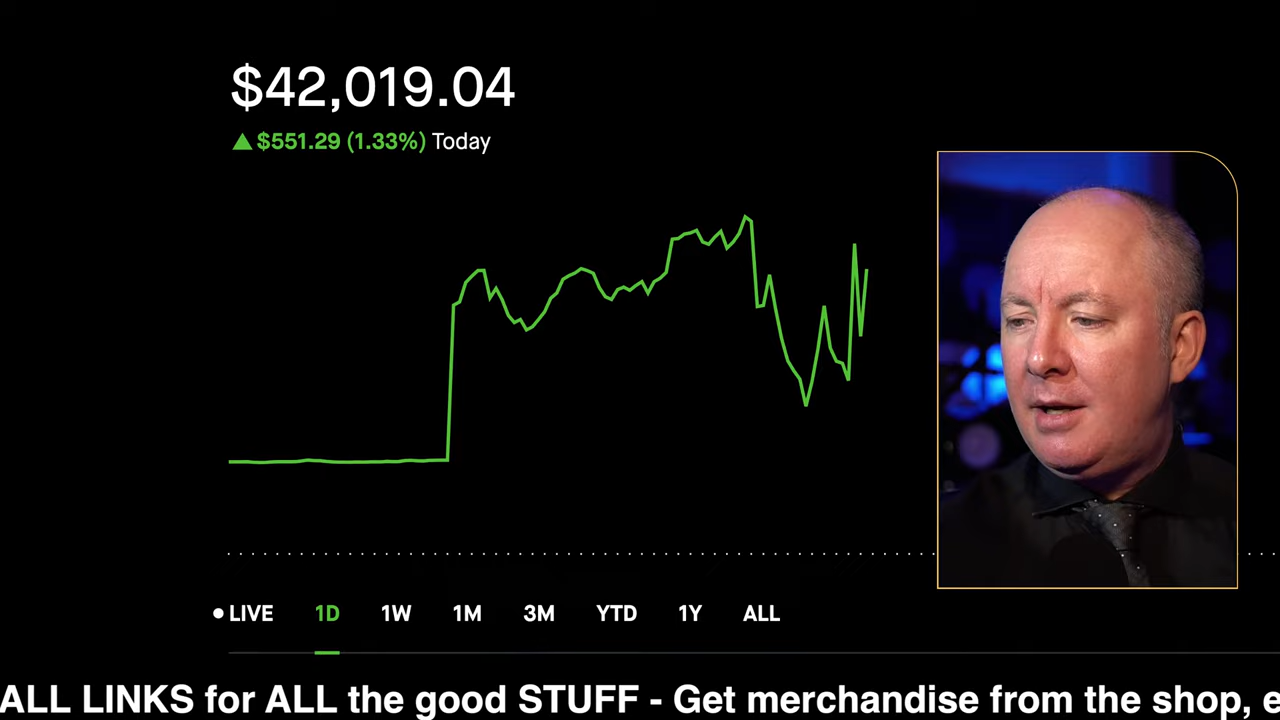 $42,019.04
▲ $551.29 (1.33%) Today
LIVE 1D 1W 1M 3M YTD 1Y ALL
ALL LINKS for ALL the good STUFF - Get merchandise from the shop, e